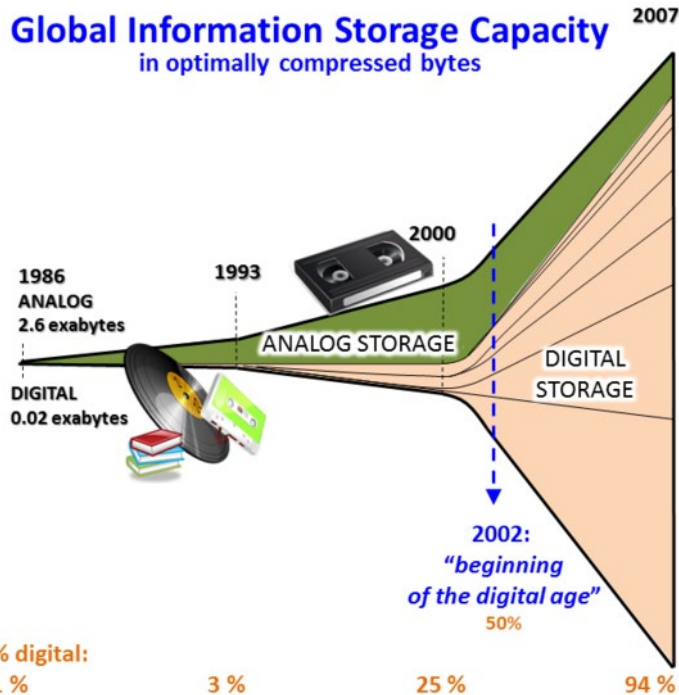 Global Information Storage Capacity
in optimally compressed bytes
2007
2000
1993
1986
ANALOG
2.6 exabytes
ANALOG STORAGE
DIGITAL
STORAGE
DIGITAL
0.02 exabytes
2002:
“beginning
of the digital age”
50%
% digital:
% 3 % 25 % 94 %